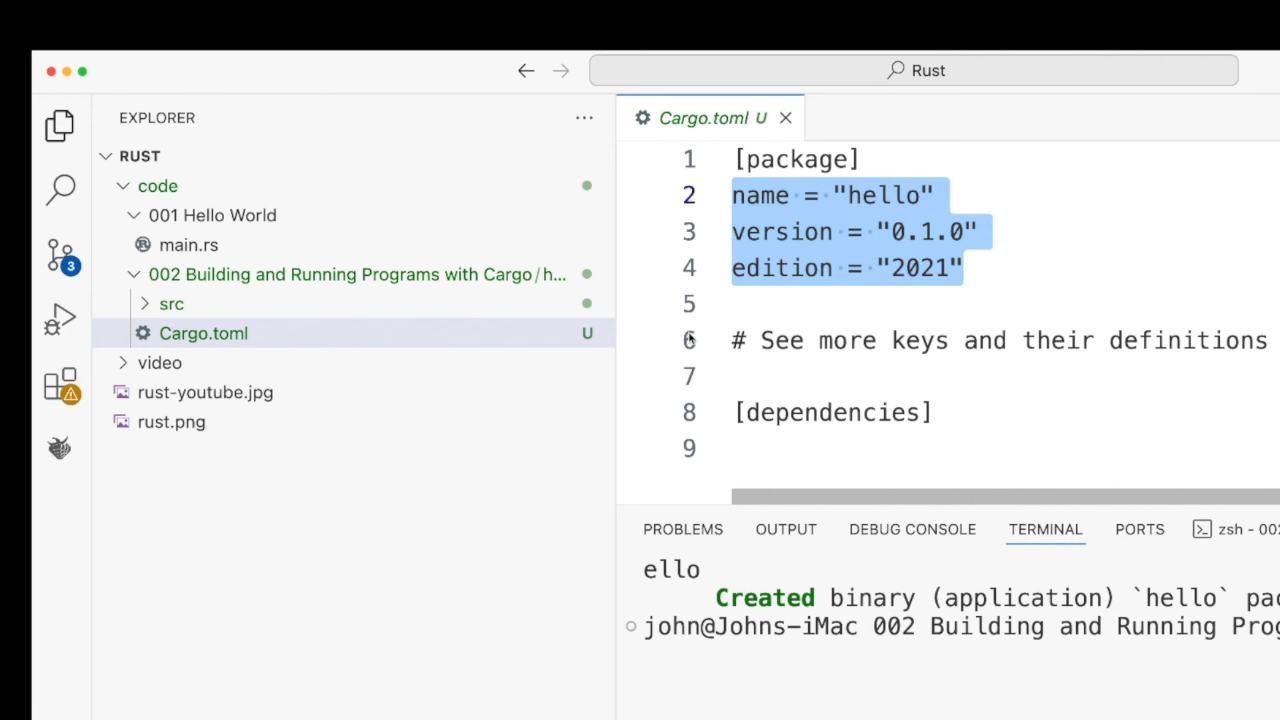 Rust
EXPLORER
RUST
code
001 Hello World
main.rs
002 Building and Running Programs with Cargo/h...
src
Cargo.toml U
video
rust-youtube.jpg
rust.png
3
Cargo.toml U
1 [package]
2 name = "hello"
3 version = "0.1.0"
4 edition = "2021"
5
6 # See more keys and their definitions
7
8 [dependencies]
9
PROBLEMS OUTPUT DEBUG CONSOLE TERMINAL PORTS zsh - 002
ello
Created binary (application) `hello` pac
john@Johns-iMac 002 Building and Running Prog